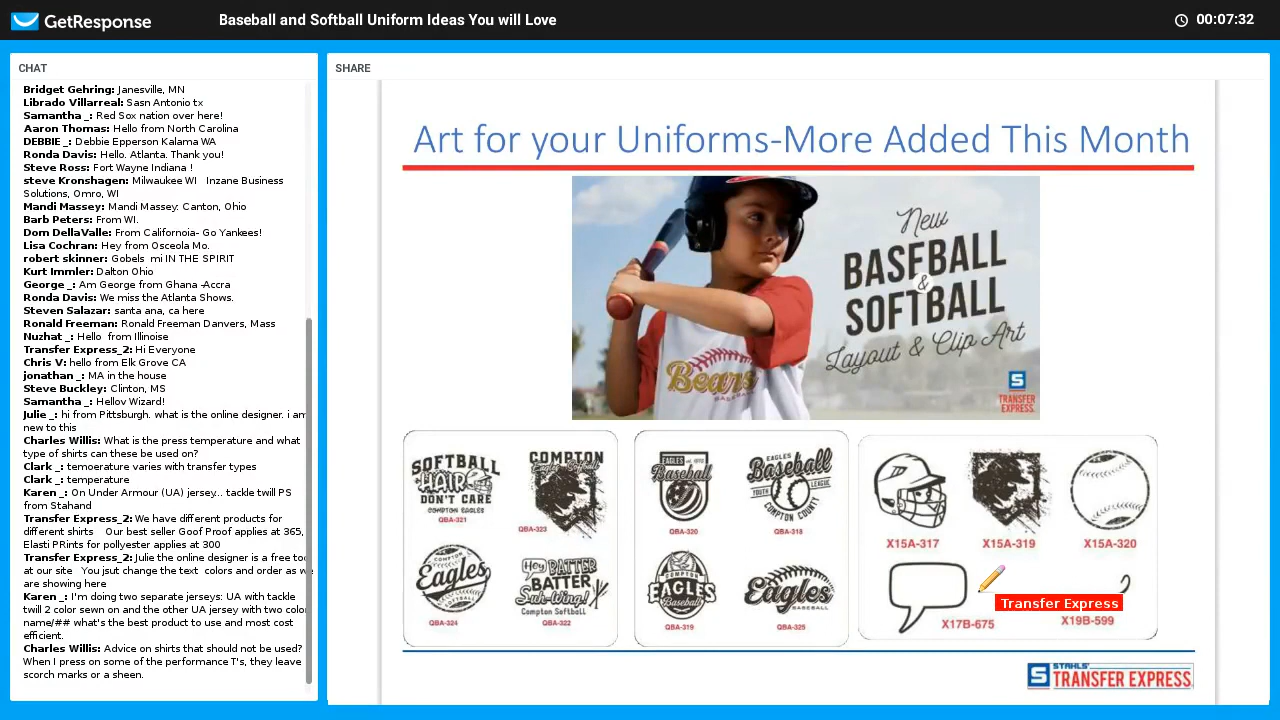 GetResponse
Baseball and Softball Uniform Ideas You will Love
00:07:32
CHAT
Bridget Gehring: Janesville, MN
Librado Villarreal: Sasn Antonio tx
Samantha _: Red Sox nation over here!
Aaron Thomas: Hello from North Carolina
DEBBIE _: Debbie Epperson Kalama WA
Ronda Davis: Hello. Atlanta. Thank you!
Steve Ross: Fort Wayne Indiana !
steve Kronshagen: Milwaukee WI Inzane Business
Solutions, Omro, WI
Mandi Massey: Mandi Massey: Canton, Ohio
Barb Peters: From WI.
Dom DellaValle: From Califorinia- Go Yankees!
Lisa Cochran: Hey from Osceola Mo.
robert skinner: Gobels mi IN THE SPIRIT
Kurt Immler: Dalton Ohio
George _: Am George from Ghana -Accra
Ronda Davis: We miss the Atlanta Shows.
Steven Salazar: santa ana, ca here
Ronald Freeman: Ronald Freeman Danvers, Mass
Nuzhat _: Hello from Illinoise
Transfer Express_2: Hi Everyone
Chris V: hello from Elk Grove CA
jonathan _: MA in the house
Steve Buckley: Clinton, MS
Samantha _: Hellov Wizard!
Julie _: hi from Pittsburgh. what is the online designer. i am
new to this
Charles Willis: What is the press temperature and what
type of shirts can these be used on?
Clark _: temoerature varies with transfer types
Clark _: temperature
Karen _: On Under Armour (UA) jersey... tackle twill PS
from Stahand
Transfer Express_2: We have different products for
different shirts Our best seller Goof Proof applies at 365,
Elasti PRints for pollyester applies at 300
Transfer Express_2: Julie the online designer is a free too
at our site You jsut change the text colors and order as we
are showing here
Karen _: I'm doing two separate jerseys: UA with tackle
twill 2 color sewn on and the other UA jersey with two color
name/## what's the best product to use and most cost
efficient.
Charles Willis: Advice on shirts that should not be used?
When I press on some of the performance T's, they leave
scorch marks or a sheen.
SHARE
Art for your Uniforms-More Added This Month
New
BASEBALL
&
SOFTBALL
Layout & Clip Art
Bears
BASEBALL
S
TRANSFER
EXPRESS
SOFTBALL
HAIR
DON'T CARE
COMPTON EAGLES
QBA-321
COMPTON
Eagles Softball
QBA-323
COMPTON
Eagles
SOFTBALL
QBA-324
Hey BATTER
BATTER
Suh-Wing!
Compton Softball
QBA-322
EAGLES
Baseball
QBA-320
EAGLES
Baseball
YOUTH LEAGUE
COMPTON COUNTY
QBA-318
COMPTON
EAGLES
Baseball
QBA-319
Eagles
BASEBALL
QBA-325
X15A-317
X15A-319
X15A-320
X17B-675
X19B-599
Transfer Express
S STAHLS'
TRANSFER EXPRESS